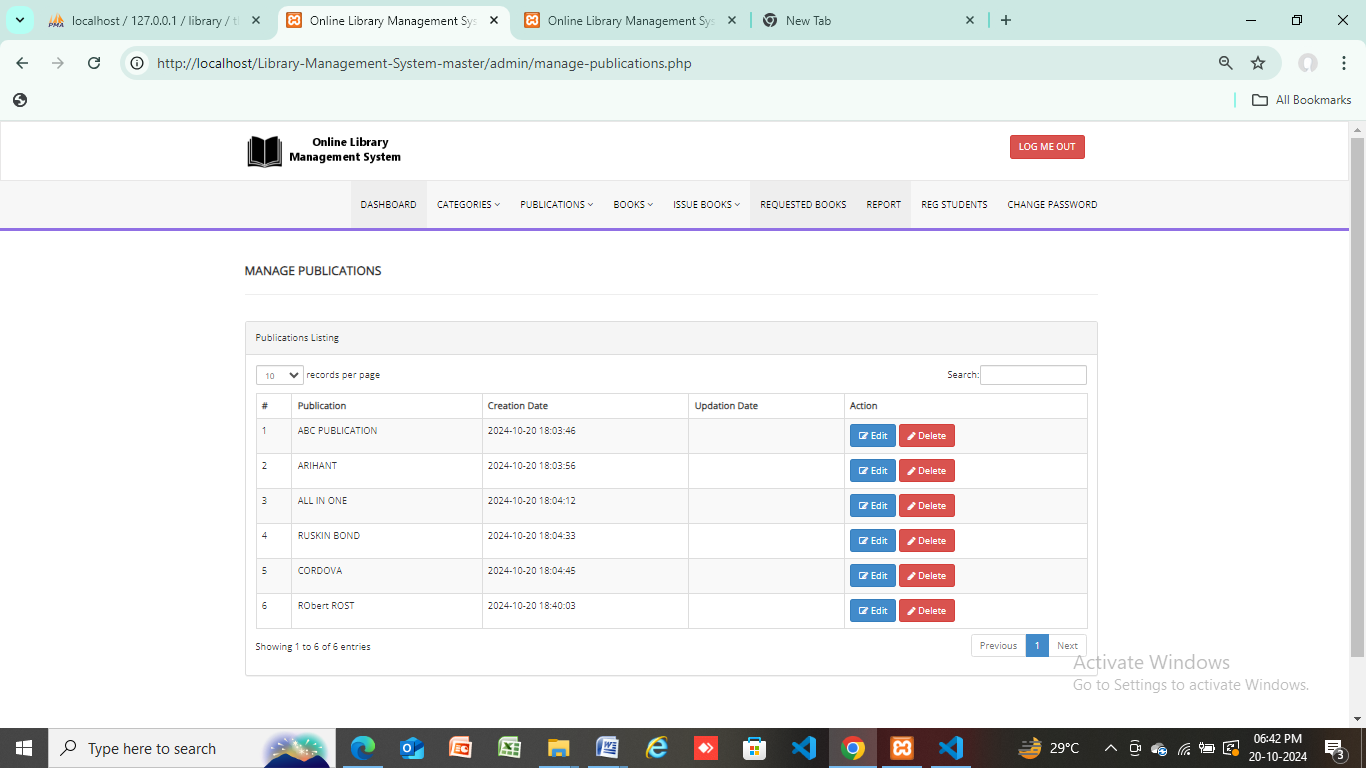 localhost / 127.0.0.1 / library / t
Online Library Management Sys
Online Library Management Sys
New Tab
http://localhost/Library-Management-System-master/admin/manage-publications.php
All Bookmarks
Online Library
Management System
LOG ME OUT
DASHBOARD CATEGORIES PUBLICATIONS BOOKS ISSUE BOOKS REQUESTED BOOKS REPORT REG STUDENTS CHANGE PASSWORD
MANAGE PUBLICATIONS
Publications Listing
10 records per page Search:
# Publication Creation Date Updation Date Action
1 ABC PUBLICATION 2024-10-20 18:03:46 Edit Delete
2 ARIHANT 2024-10-20 18:03:56 Edit Delete
3 ALL IN ONE 2024-10-20 18:04:12 Edit Delete
4 RUSKIN BOND 2024-10-20 18:04:33 Edit Delete
5 CORDOVA 2024-10-20 18:04:45 Edit Delete
6 RObert ROST 2024-10-20 18:40:03 Edit Delete
Showing 1 to 6 of 6 entries Previous 1 Next
Activate Windows
Go to Settings to activate Windows.
Type here to search
29°C
06:42 PM
20-10-2024
3